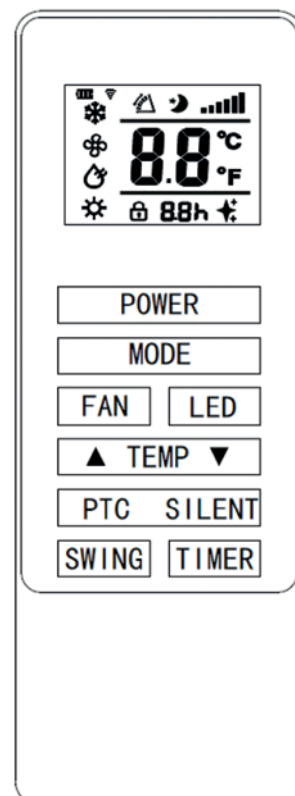 88 °C
°F
88h
POWER
MODE
FAN LED
▲ TEMP ▼
PTC SILENT
SWING TIMER